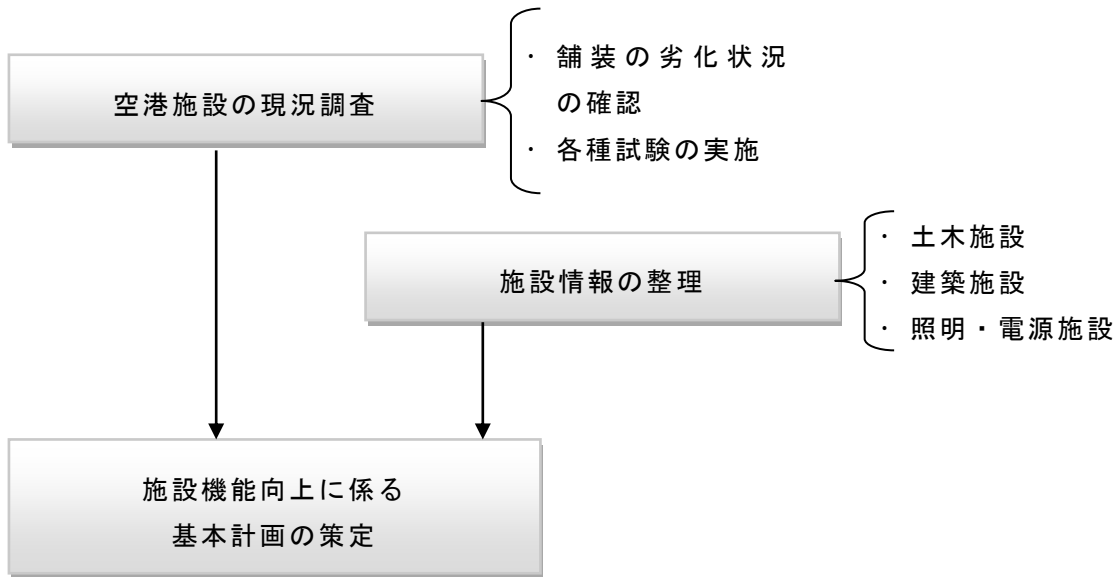 空港施設の現況調査
・ 舗装の劣化状況
の確認
・ 各種試験の実施
施設情報の整理
・ 土木施設
・ 建築施設
・ 照明・電源施設
施設機能向上に係る
基本計画の策定